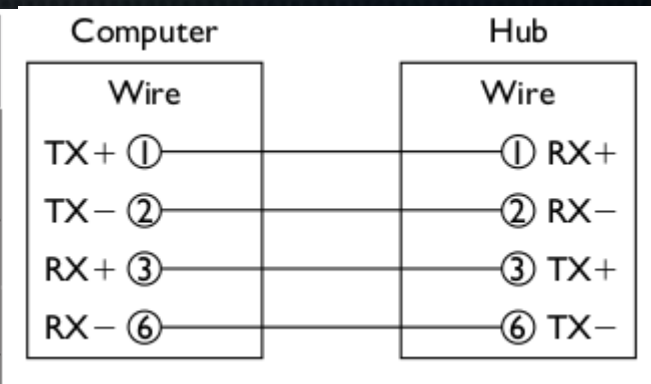 Computer Hub
Wire Wire
TX+ 1 1 RX+
TX− 2 2 RX−
RX+ 3 3 TX+
RX− 6 6 TX−